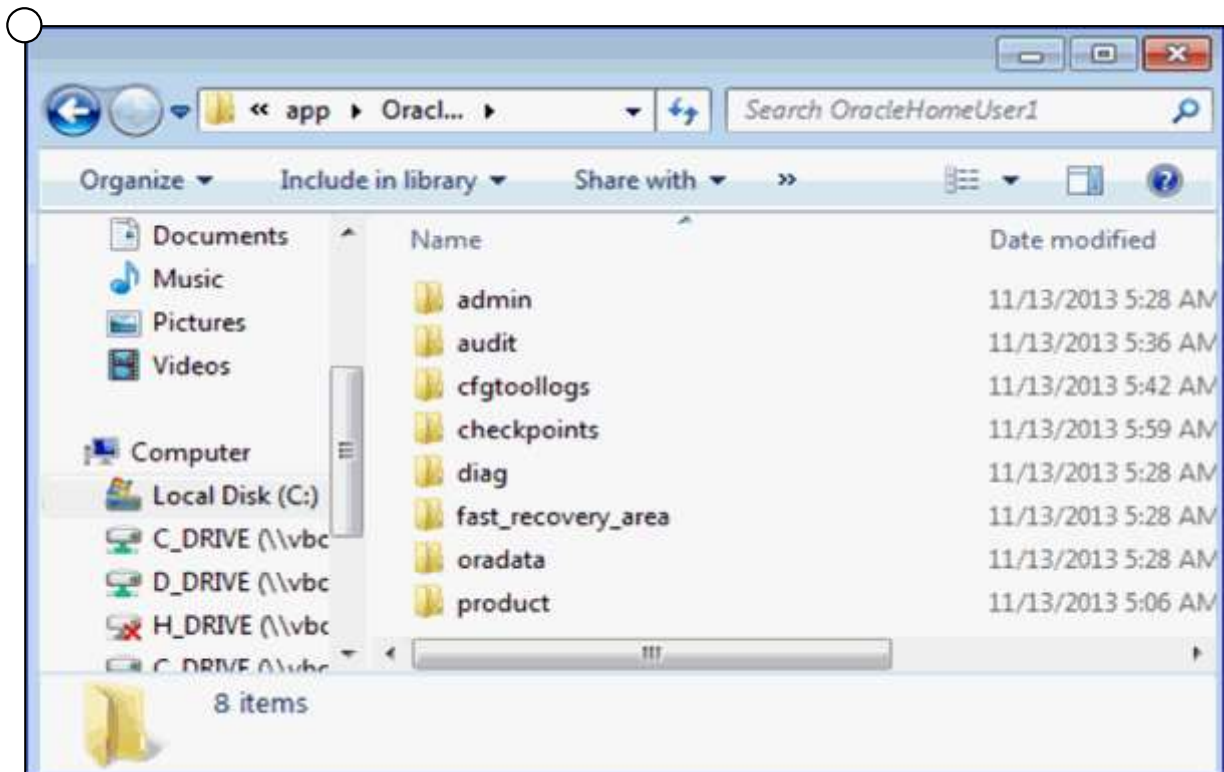 « app ▸ Oracl... ▸ Search OracleHomeUser1
Organize Include in library Share with »
Documents
Music
Pictures
Videos
Computer
Local Disk (C:)
C_DRIVE (\\vbc
D_DRIVE (\\vbc
H_DRIVE (\\vbc
C_DRIVE (\\vbc
Name Date modified
admin 11/13/2013 5:28 AM
audit 11/13/2013 5:36 AM
cfgtoollogs 11/13/2013 5:42 AM
checkpoints 11/13/2013 5:59 AM
diag 11/13/2013 5:28 AM
fast_recovery_area 11/13/2013 5:28 AM
oradata 11/13/2013 5:28 AM
product 11/13/2013 5:06 AM
8 items